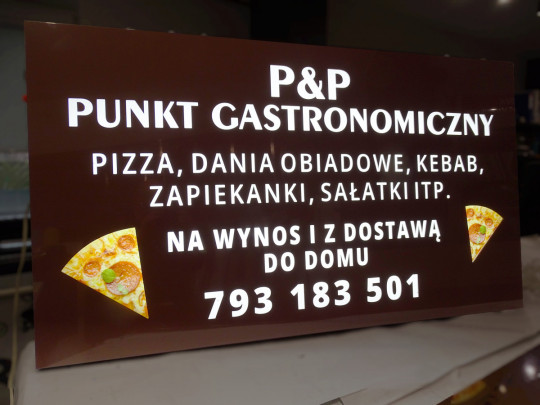 P&P
PUNKT GASTRONOMICZNY
PIZZA, DANIA OBIADOWE, KEBAB,
ZAPIEKANKI, SAŁATKI ITP.
NA WYNOS I Z DOSTAWĄ
DO DOMU
793 183 501